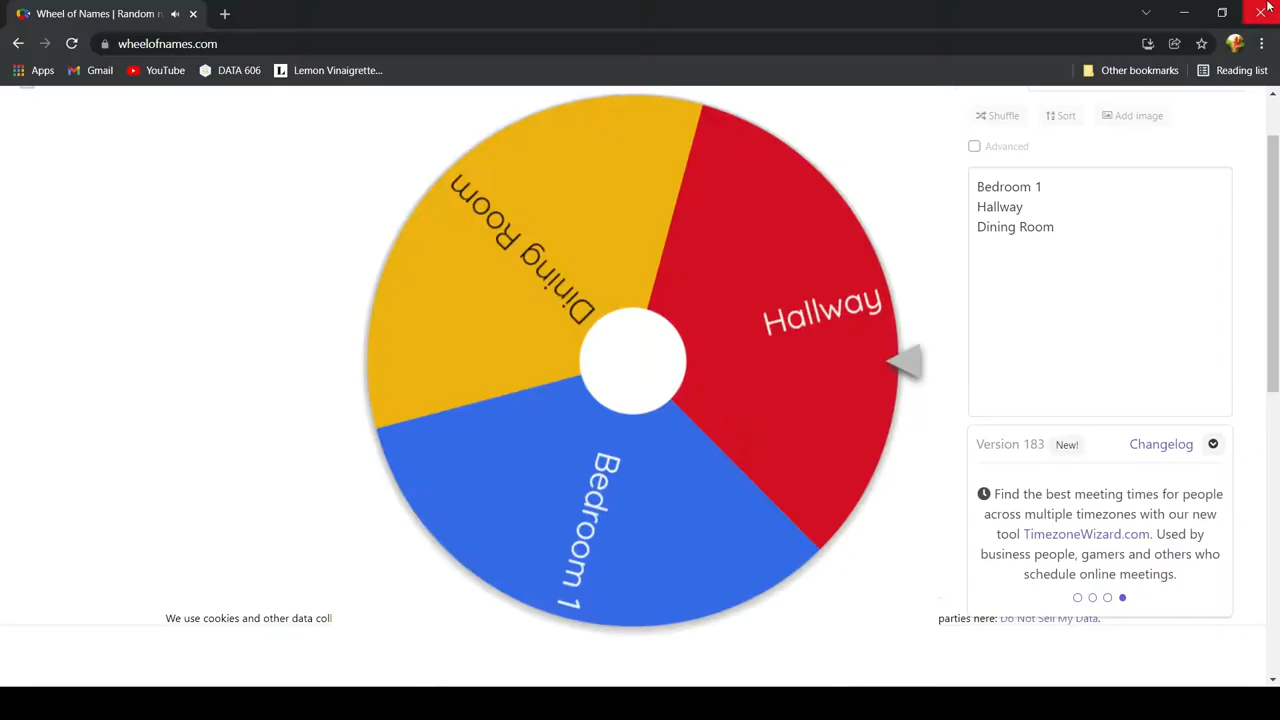 Wheel of Names | Random n
wheelofnames.com
Apps
Gmail
YouTube
DATA 606
L
Lemon Vinaigrette...
Other bookmarks
Reading list
Shuffle
Sort
Add image
Advanced
Bedroom 1
Hallway
Dining Room
Dining Room
Hallway
Bedroom 1
Version 183
New!
Changelog
Find the best meeting times for people
across multiple timezones with our new
tool TimezoneWizard.com. Used by
business people, gamers and others who
schedule online meetings.
We use cookies and other data coll
parties here: Do Not Sell My Data.